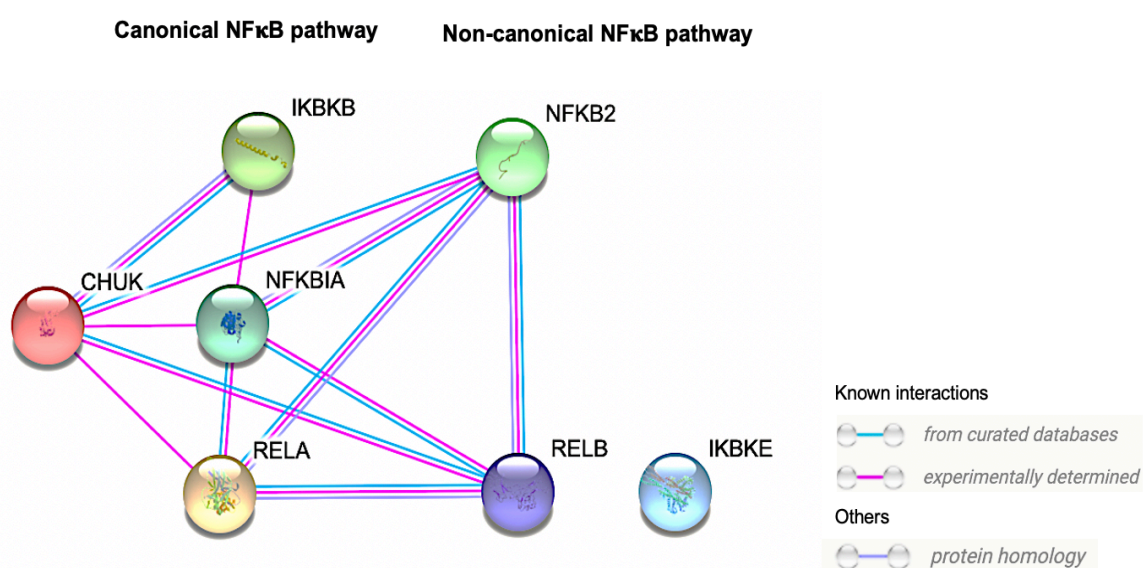 Canonical NFκB pathway
Non-canonical NFκB pathway
IKBKB
NFKB2
CHUK
NFKBIA
RELA
RELB
IKBKE
Known interactions
from curated databases
experimentally determined
Others
protein homology